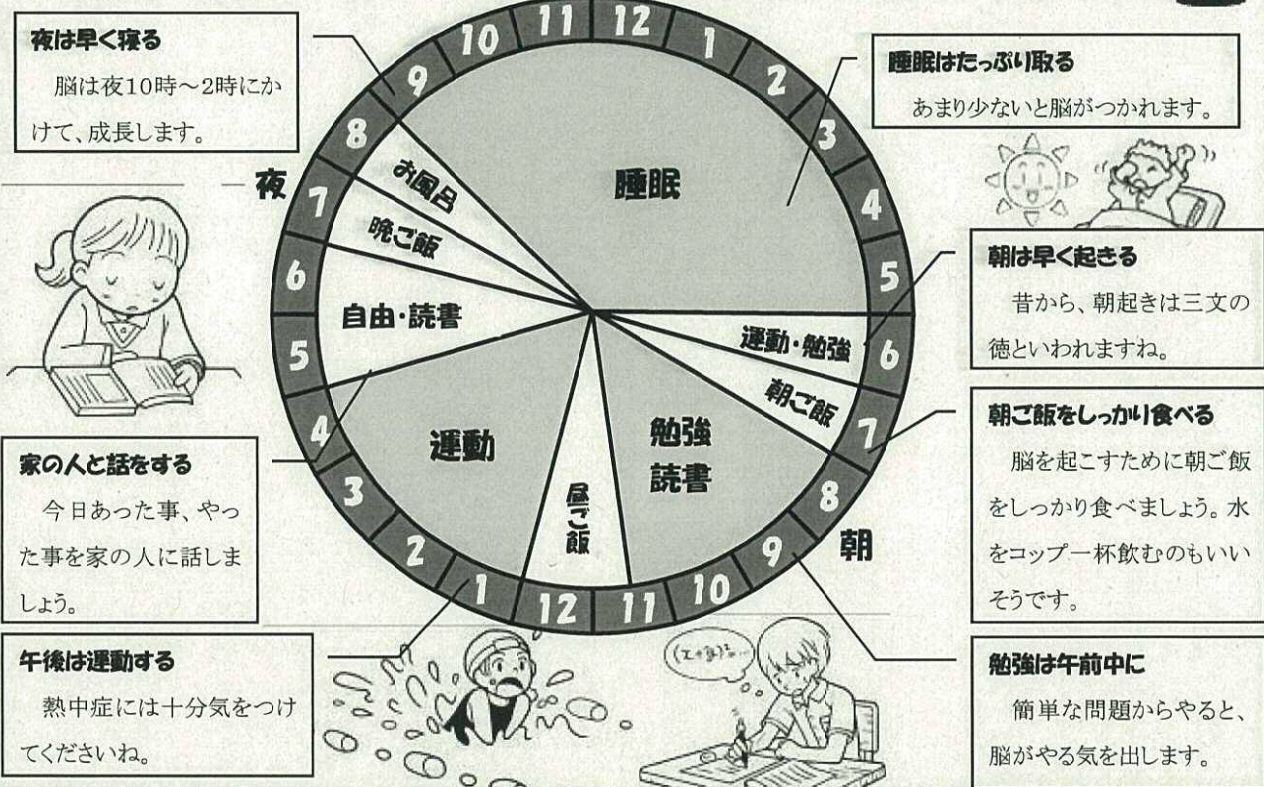 夜は早く寝る
脳は夜10時～2時にか
けて、成長します。
睡眠はたっぷり取る
あまり少ないと脳がつかれます。
朝は早く起きる
昔から、朝起きは三文の
徳といわれますね。
朝ご飯をしっかり食べる
脳を起こすために朝ご飯
をしっかり食べましょう。水
をコップ一杯飲むのもいい
そうです。
勉強は午前中に
簡単な問題からやると、
脳がやる気を出します。
家の人と話をする
今日あった事、やっ
た事を家の人に話しま
しょう。
午後は運動する
熱中症には十分気をつけ
てくださいね。
夜
朝
12
1
2
3
4
5
6
7
8
9
10
11
12
1
2
3
4
5
6
7
8
9
10
11
睡眠
運動・勉強
朝ご飯
勉強
読書
昼ご飯
運動
自由・読書
晩ご飯
お風呂